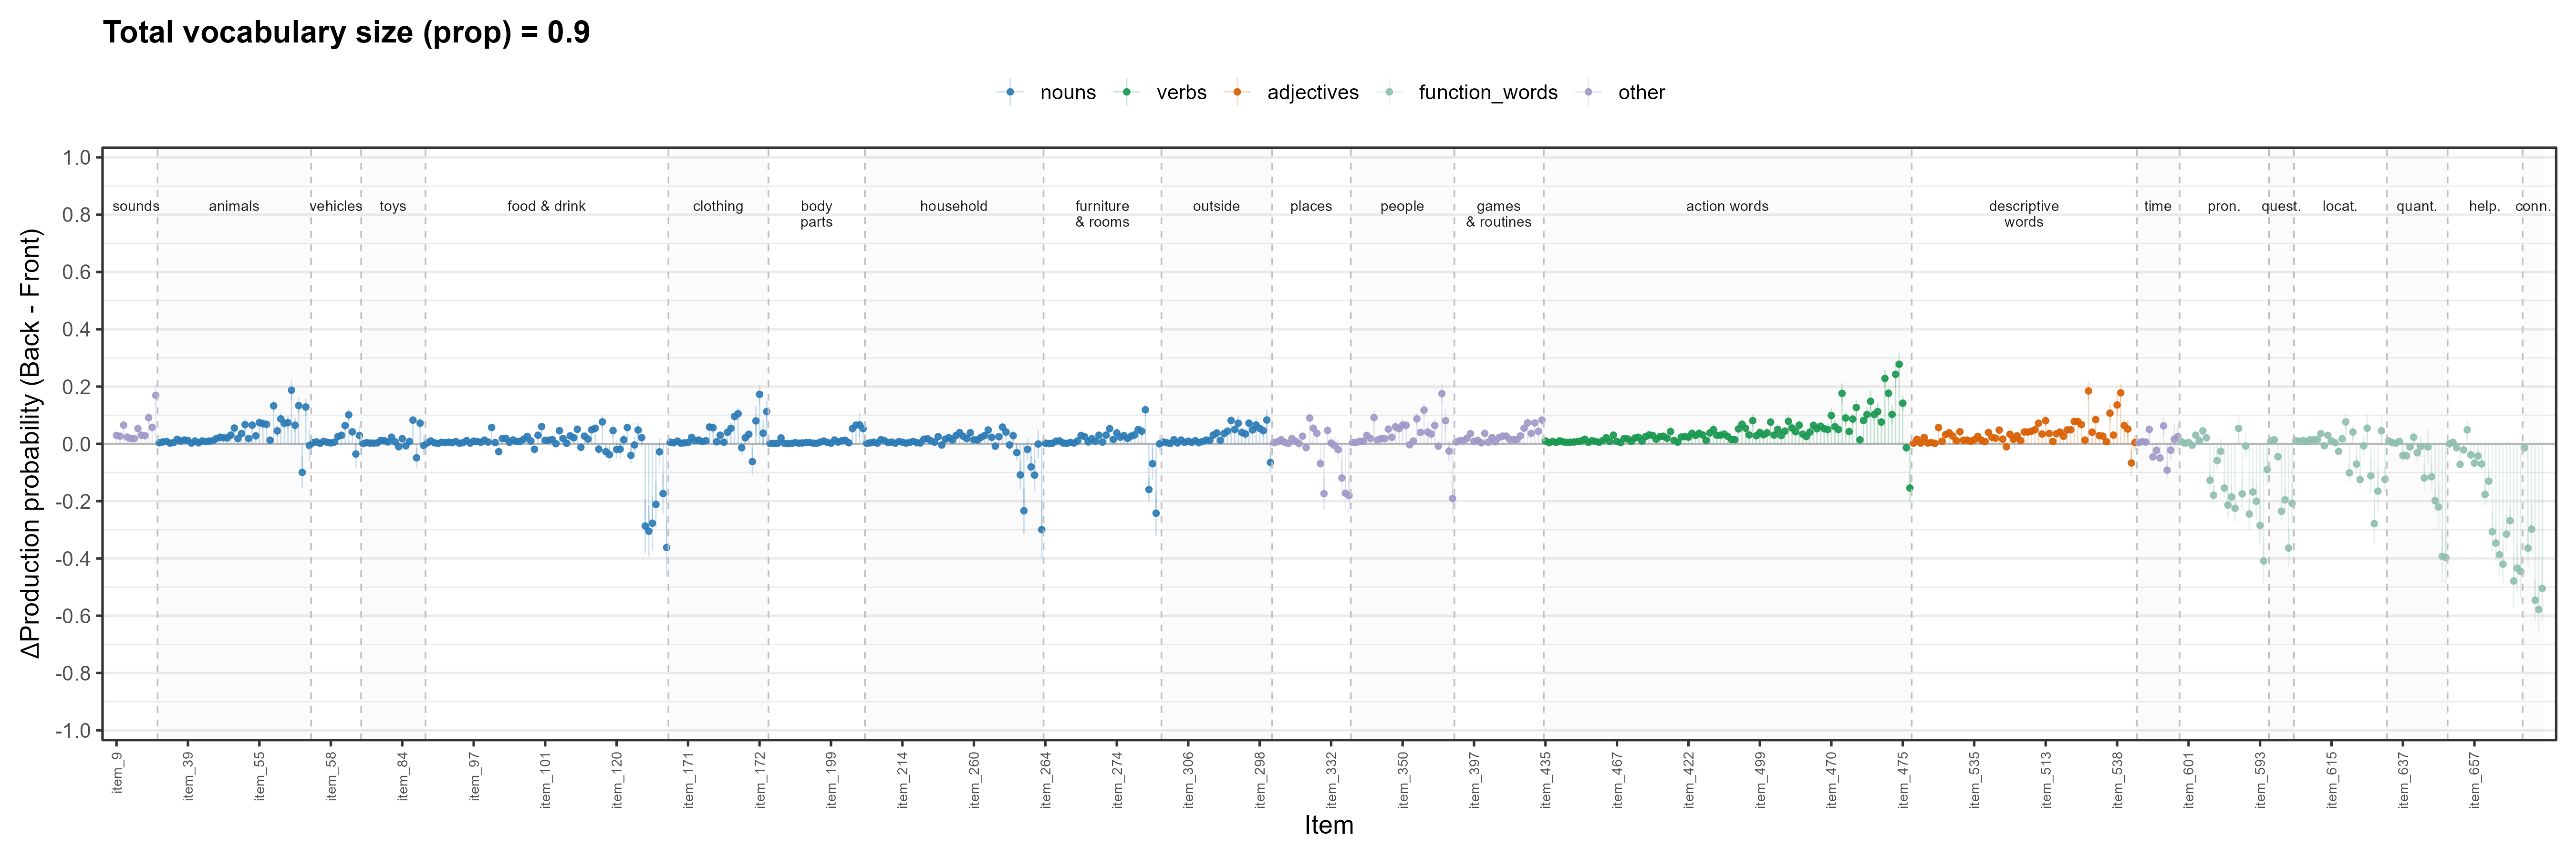 Total vocabulary size (prop) = 0.9
nouns verbs adjectives function_words other
ΔProduction probability (Back - Front)
1.0
0.8
0.6
0.4
0.2
0.0
-0.2
-0.4
-0.6
-0.8
-1.0
sounds animals vehicles toys food & drink clothing body parts household furniture & rooms outside places people games & routines action words descriptive words time pron. quest. locat. quant. help. conn.
item_9 item_39 item_55 item_58 item_84 item_97 item_101 item_120 item_171 item_172 item_195 item_214 item_260 item_264 item_274 item_306 item_298 item_332 item_350 item_397 item_435 item_467 item_422 item_499 item_470 item_475 item_535 item_513 item_538 item_601 item_593 item_615 item_637 item_657
Item